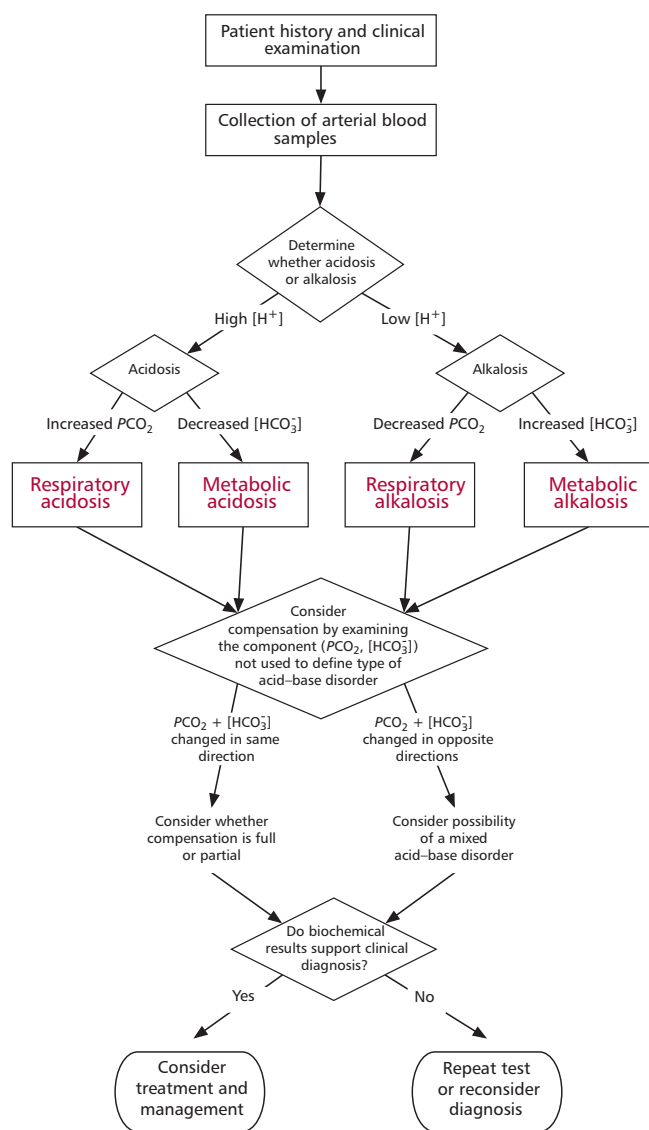 Patient history and clinical
examination
Collection of arterial blood
samples
Determine
whether acidosis
or alkalosis
High [H⁺]
Low [H⁺]
Acidosis
Alkalosis
Increased PCO₂
Decreased [HCO₃⁻]
Decreased PCO₂
Increased [HCO₃⁻]
Respiratory
acidosis
Metabolic
acidosis
Respiratory
alkalosis
Metabolic
alkalosis
Consider
compensation by examining
the component (PCO₂, [HCO₃⁻])
not used to define type of
acid–base disorder
PCO₂ + [HCO₃⁻]
changed in same
direction
PCO₂ + [HCO₃⁻]
changed in opposite
directions
Consider whether
compensation is full
or partial
Consider possibility
of a mixed
acid–base disorder
Do biochemical
results support clinical
diagnosis?
Yes
No
Consider
treatment and
management
Repeat test
or reconsider
diagnosis